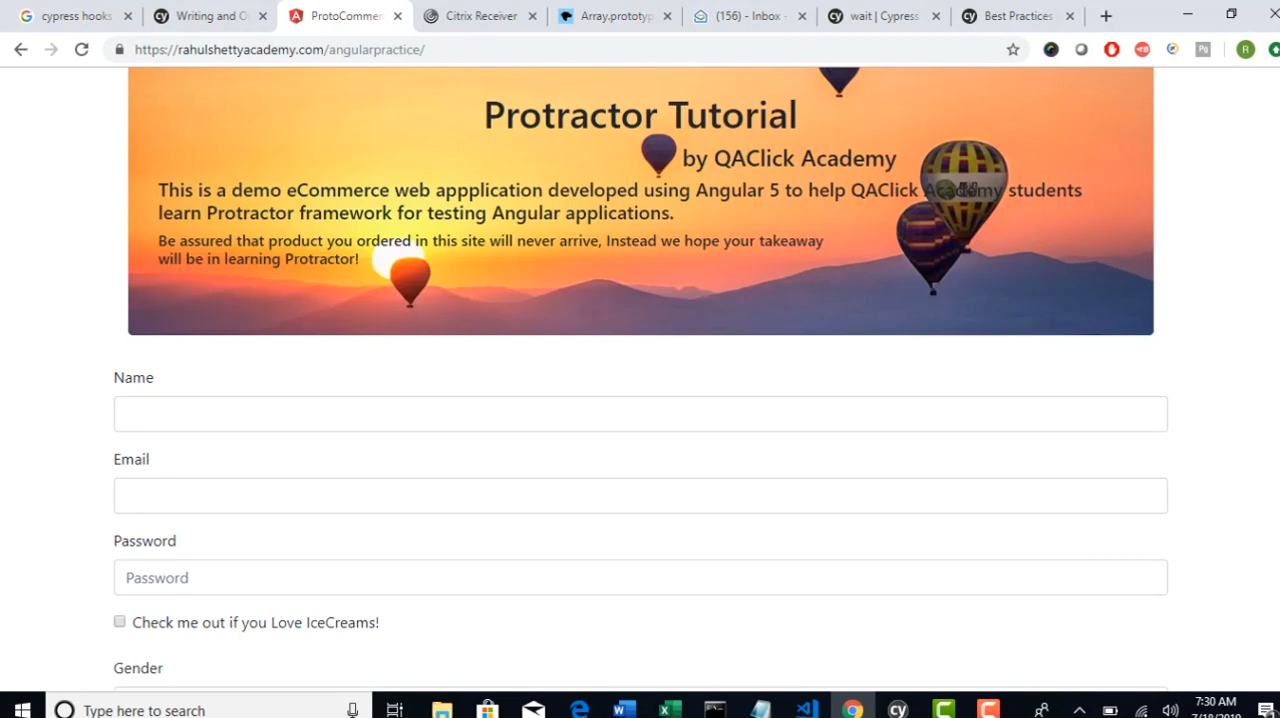 cypress hooks
Writing and O
ProtoCommer
Citrix Receiver
Array.prototyp
(156) - Inbox -
wait | Cypress
Best Practices
https://rahulshettyacademy.com/angularpractice/
Protractor Tutorial
by QAClick Academy
This is a demo eCommerce web appplication developed using Angular 5 to help QAClick Academy students
learn Protractor framework for testing Angular applications.
Be assured that product you ordered in this site will never arrive, Instead we hope your takeaway
will be in learning Protractor!
Name
Email
Password
Password
Check me out if you Love IceCreams!
Gender
Type here to search
7:30 AM